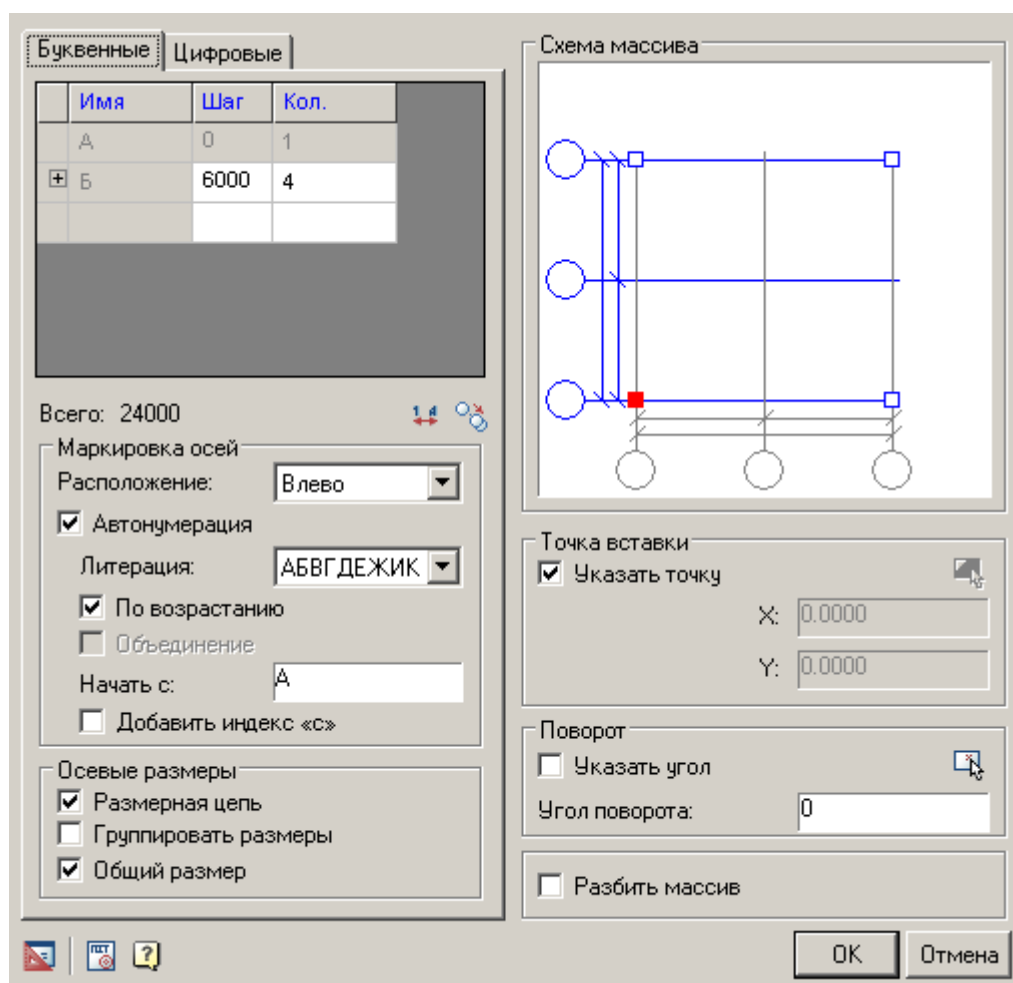 Буквенные Цифровые
Имя Шаг Кол.
А 0 1
Б 6000 4
Всего: 24000
Маркировка осей
Расположение: Влево
Автонумерация
Литерация: АБВГДЕЖИК
По возрастанию
Объединение
Начать с: А
Добавить индекс «с»
Осевые размеры
Размерная цепь
Группировать размеры
Общий размер
Схема массива
Точка вставки
Указать точку
X: 0.0000
Y: 0.0000
Поворот
Указать угол
Угол поворота: 0
Разбить массив
OK Отмена